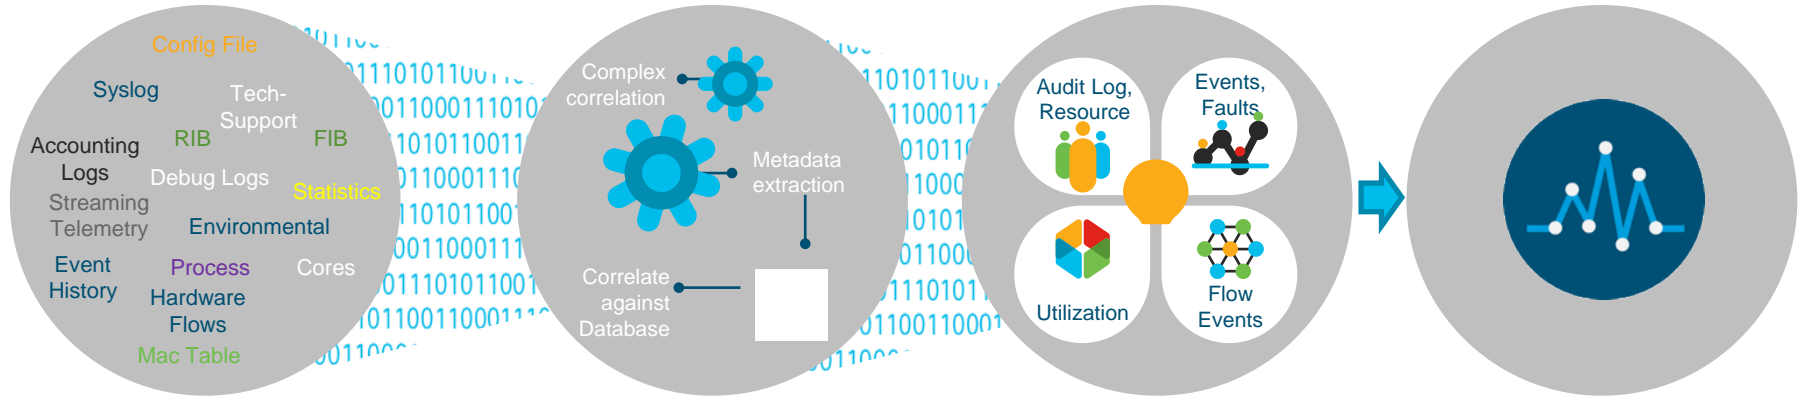 Config File
Syslog
Tech-
Support
RIB
FIB
Accounting
Logs
Debug Logs
Statistics
Streaming
Telemetry
Environmental
Event
History
Process
Cores
Hardware
Flows
Mac Table
Complex
correlation
Metadata
extraction
Correlate
against
Database
Audit Log,
Resource
Events,
Faults
Utilization
Flow
Events